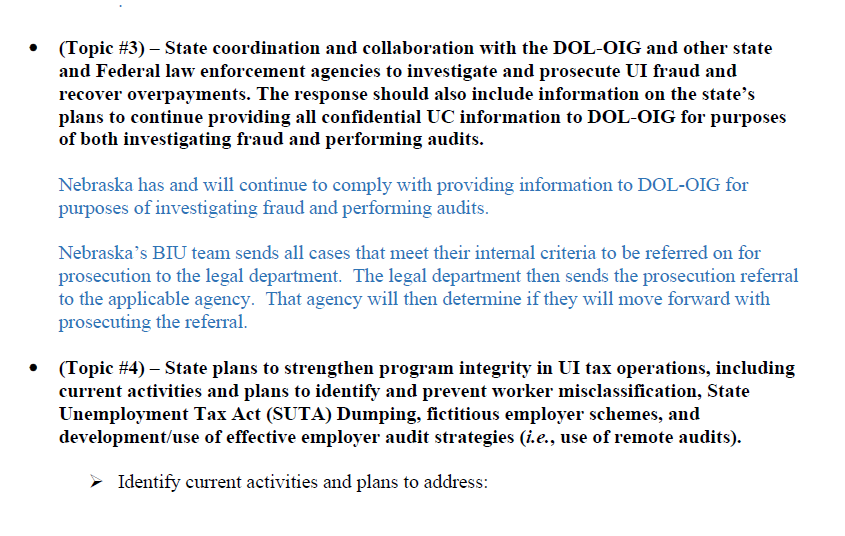 • (Topic #3) – State coordination and collaboration with the DOL-OIG and other state
and Federal law enforcement agencies to investigate and prosecute UI fraud and
recover overpayments. The response should also include information on the state’s
plans to continue providing all confidential UC information to DOL-OIG for purposes
of both investigating fraud and performing audits.
Nebraska has and will continue to comply with providing information to DOL-OIG for
purposes of investigating fraud and performing audits.
Nebraska’s BIU team sends all cases that meet their internal criteria to be referred on for
prosecution to the legal department.  The legal department then sends the prosecution referral
to the applicable agency.  That agency will then determine if they will move forward with
prosecuting the referral.
• (Topic #4) – State plans to strengthen program integrity in UI tax operations, including
current activities and plans to identify and prevent worker misclassification, State
Unemployment Tax Act (SUTA) Dumping, fictitious employer schemes, and
development/use of effective employer audit strategies (i.e., use of remote audits).
➢ Identify current activities and plans to address: